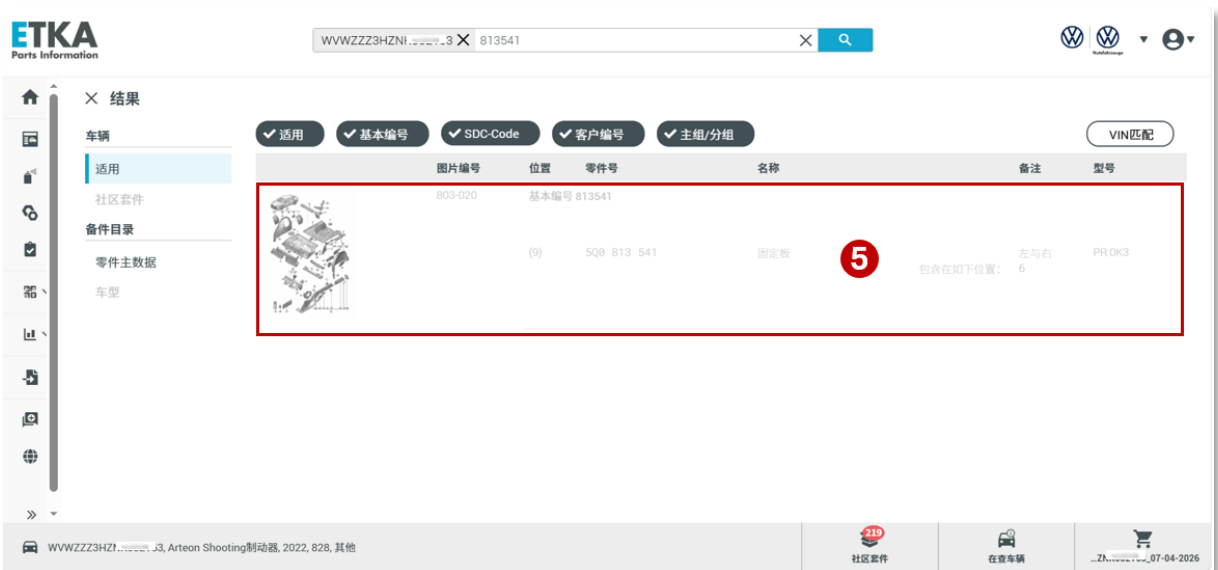 ETKA
Parts Information
813541
结果
车辆
适用
社区套件
备件目录
零件主数据
车型
适用 基本编号 SDC-Code 客户编号 主组/分组 VIN匹配
图片编号 位置 零件号 名称 备注 型号
803-020 基本编号 813541
(9) 5Q0 813 541 固定板 左与右 PR.0K3
包含在如下位置: 6
5
219
Arteon Shooting制动器, 2022, 828, 其他
社区套件 在查车辆 07-04-2026